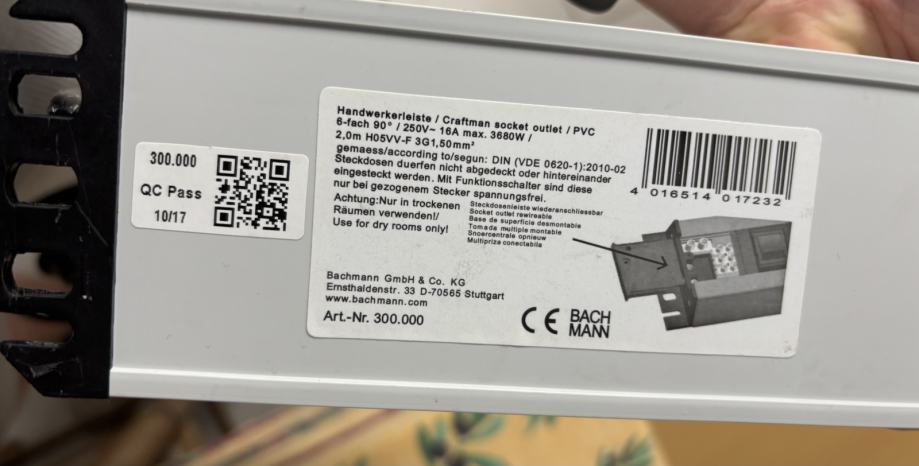 300.000
QC Pass
10/17
Handwerkerleiste / Craftman socket outlet / PVC
6-fach 90° / 250V~ 16A max. 3680W /
2,0m H05VV-F 3G1,50mm²
gemaess/according to/segun: DIN (VDE 0620-1):2010-02
Steckdosen duerfen nicht abgedeckt oder hintereinander
eingesteckt werden. Mit Funktionsschalter sind diese
nur bei gezogenem Stecker spannungsfrei.
Achtung:Nur in trockenen
Räumen verwenden!/
Use for dry rooms only!
Steckdosenleiste wiederanschliessbar
Socket outlet rewireable
Base de superficie desmontable
Tomada multiple montable
Snoercentrale opnieuw
Multipriza conectabila
4 016514 017232
Bachmann GmbH & Co. KG
Ernsthaldenstr. 33 D-70565 Stuttgart
www.bachmann.com
Art.-Nr. 300.000
CE
BACH
MANN